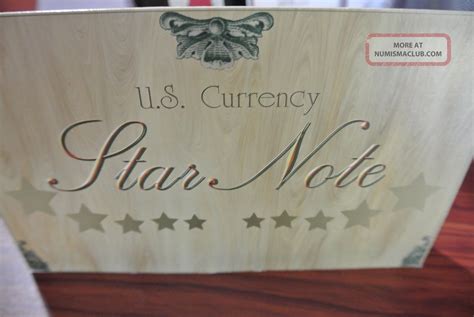 MORE AT
NUMISMACLUB.COM
U.S. Currency
Star Note